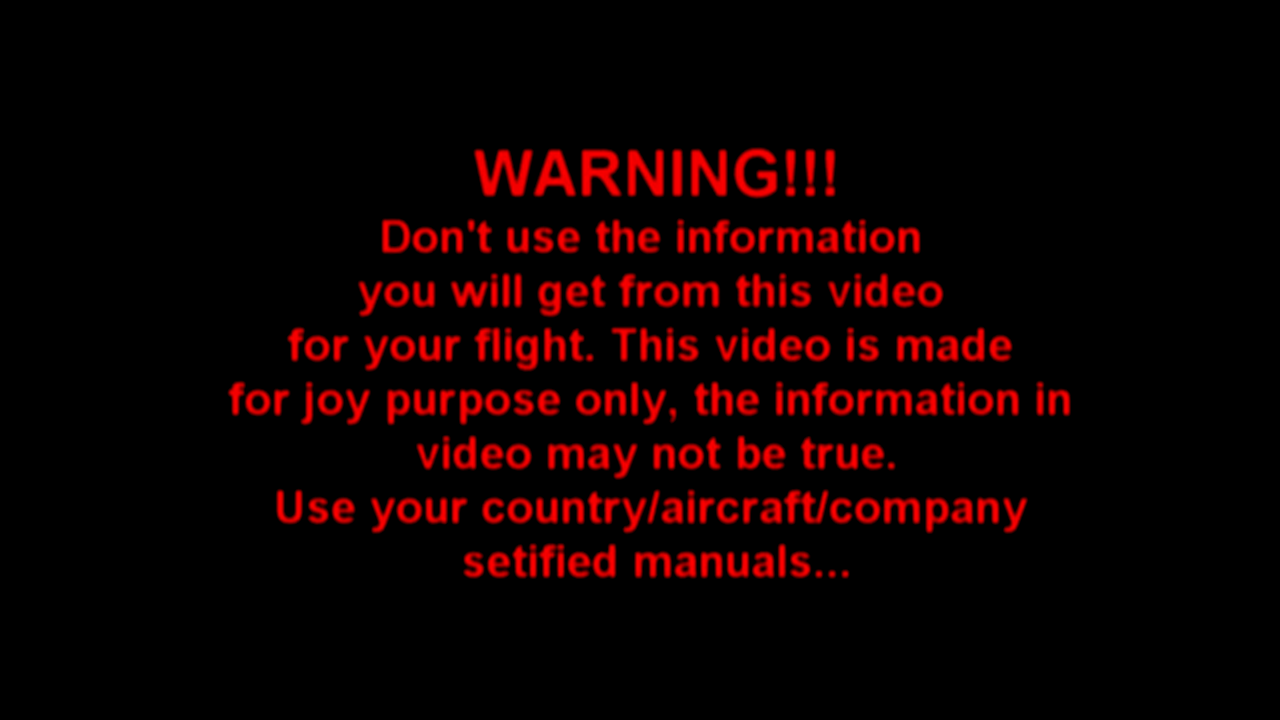 WARNING!!!
Don't use the information
you will get from this video
for your flight. This video is made
for joy purpose only, the information in
video may not be true.
Use your country/aircraft/company
setified manuals...